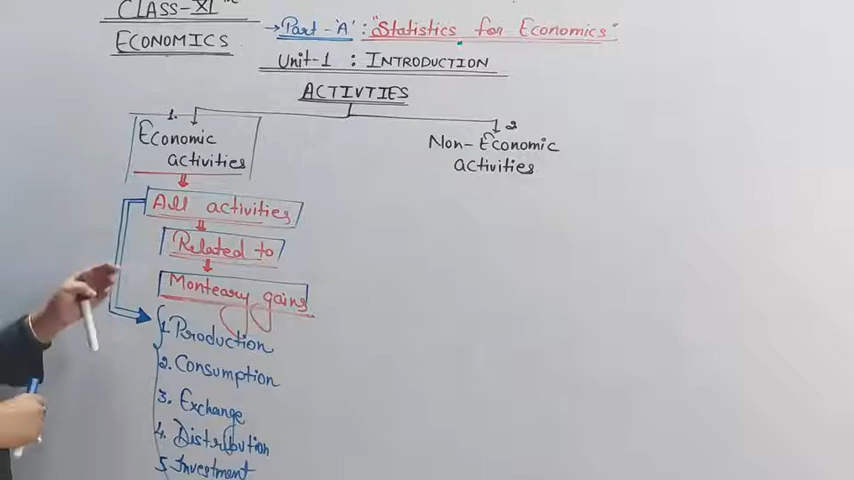 CLASS-XIth
ECONOMICS
→ Part-'A' : "Statistics for Economics"
Unit-1 : INTRODUCTION
ACTIVTIES
1.
Economic
activities
2
Non-Economic
activities
All activities
Related to
Monteary gains
1. Production
2. Consumption
3. Exchange
4. Distribution
5. Investment